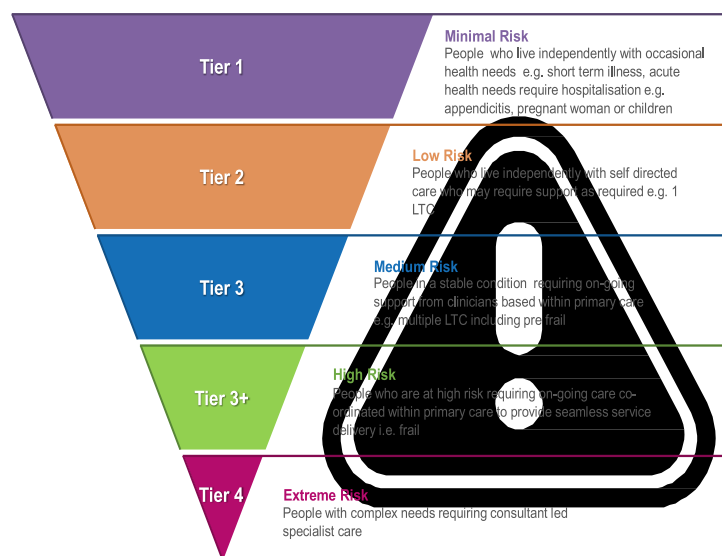 Tier 1
Minimal Risk
People who live independently with occasional
health needs e.g. short term illness, acute
health needs require hospitalisation e.g.
appendicitis, pregnant woman or children
Tier 2
Low Risk
People who live independently with self directed
care who may require support as required e.g. 1
LTC
Tier 3
Medium Risk
People in a stable condition requiring on-going
support from clinicians based within primary care
e.g. multiple LTC including pre frail
Tier 3+
High Risk
People who are at high risk requiring on-going care co-
ordinated within primary care to provide seamless service
delivery i.e. frail
Tier 4
Extreme Risk
People with complex needs requiring consultant led
specialist care